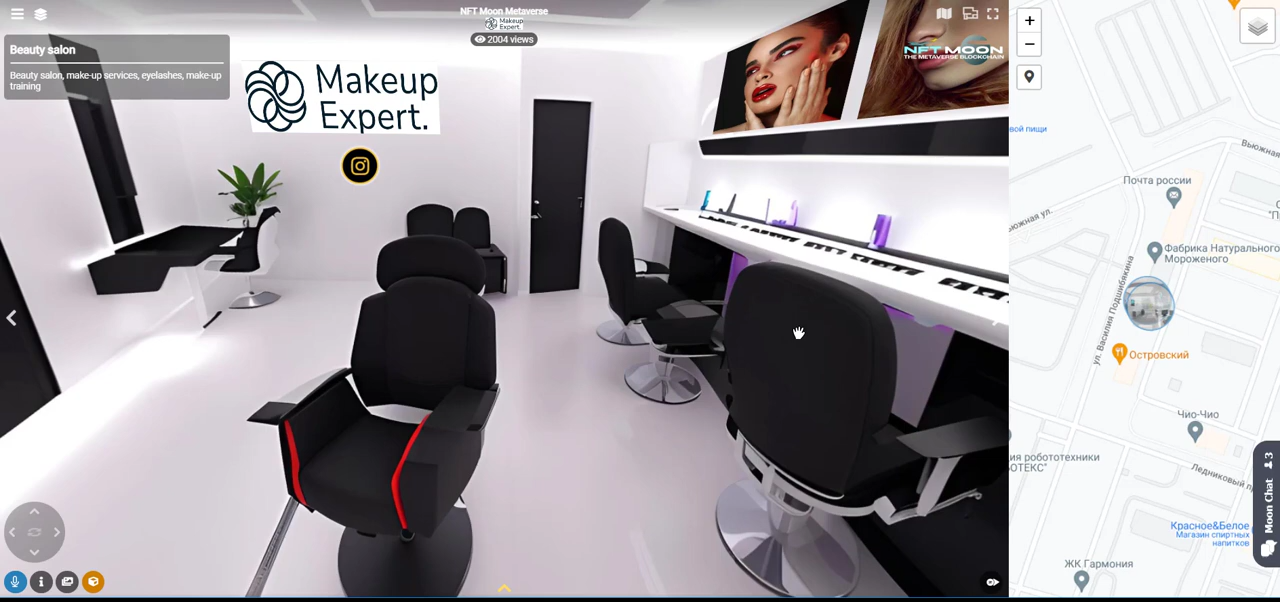 NFT Moon Metaverse
Makeup
Expert.
2004 views
Beauty salon
Beauty salon, make-up services, eyelashes, make-up
training
Makeup
Expert.
NFT MOON
THE METAVERSE BLOCKCHAIN
+
−
вой пищи
Вьюжная
Почта россии
Вьюжная ул.
Фабрика Натурального
Мороженого
ул. Василия Подшибякина
Островский
Чио-Чио
ия робототехники
ОТЕКС"
Ледниковый
Красное&Белое
Магазин спиртных
напитков
ЖК Гармония
Moon Chat
3